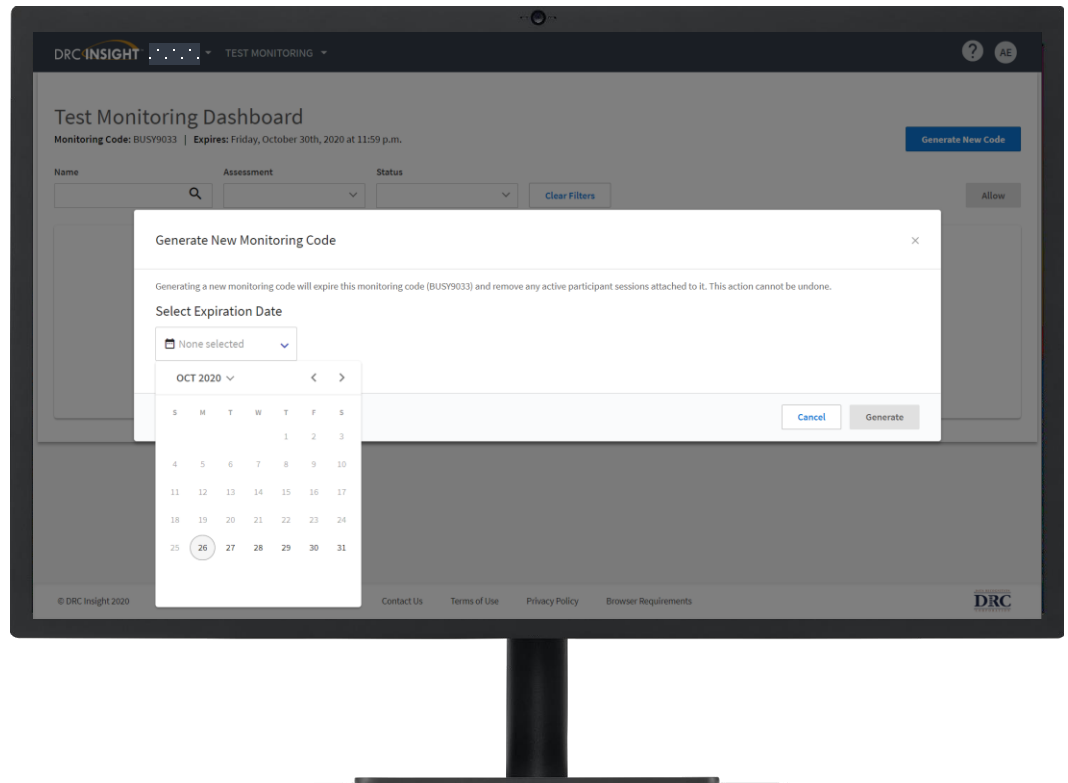 DRC INSIGHT TEST MONITORING ? AE
Test Monitoring Dashboard
Monitoring Code: BUSY9033 | Expires: Friday, October 30th, 2020 at 11:59 p.m.
Generate New Code
Name Assessment Status
Clear Filters
Allow
Generate New Monitoring Code ×
Generating a new monitoring code will expire this monitoring code (BUSY9033) and remove any active participant sessions attached to it. This action cannot be undone.
Select Expiration Date
None selected
OCT 2020
S M T W T F S
1 2 3
4 5 6 7 8 9 10
11 12 13 14 15 16 17
18 19 20 21 22 23 24
25 26 27 28 29 30 31
Cancel Generate
© DRC Insight 2020 Contact Us Terms of Use Privacy Policy Browser Requirements DRC